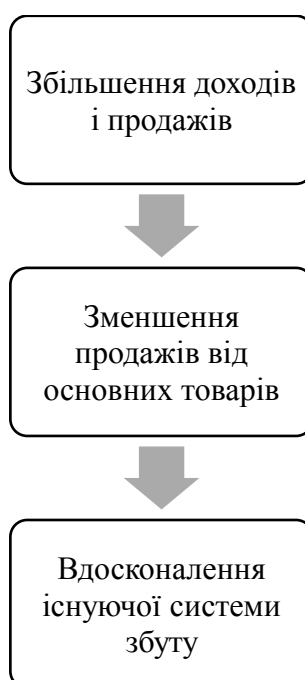 Збільшення доходів
і продажів
Зменшення
продажів від
основних товарів
Вдосконалення
існуючої системи
збуту